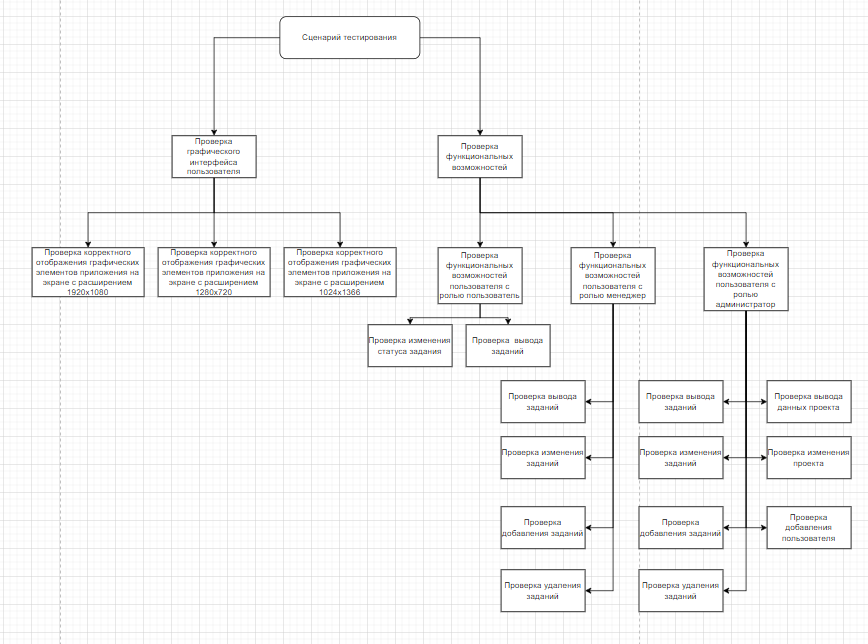 Сценарий тестирования
Проверка
графического
интерфейса
пользователя
Проверка
функциональных
возможностей
Проверка корректного
отображения графических
элементов приложения на
экране с расширением
1920x1080
Проверка корректного
отображения графических
элементов приложения на
экране с расширением
1280x720
Проверка корректного
отображения графических
элементов приложения на
экране с расширением
1024x1366
Проверка
функциональных
возможностей
пользователя с
ролью пользователь
Проверка
функциональных
возможностей
пользователя с
ролью менеджер
Проверка
функциональных
возможностей
пользователя с
ролью
администратор
Проверка изменения
статуса задания
Проверка вывода
заданий
Проверка вывода
заданий
Проверка изменения
заданий
Проверка
добавления заданий
Проверка удаления
заданий
Проверка вывода
заданий
Проверка изменения
заданий
Проверка
добавления заданий
Проверка удаления
заданий
Проверка вывода
данных проекта
Проверка изменения
проекта
Проверка
добавления
пользователя